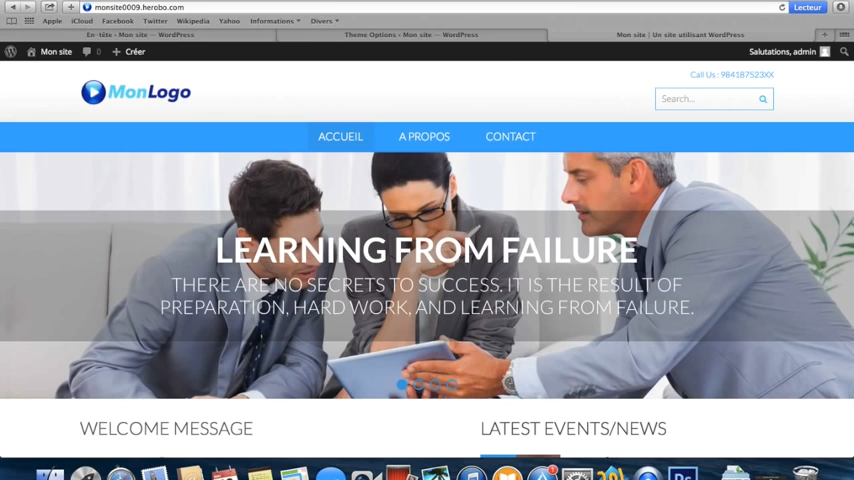 monsite0009.herobo.com
Lecteur
Apple iCloud Facebook Twitter Wikipedia Yahoo Informations Divers
En-tête ‹ Mon site — WordPress
Theme Options ‹ Mon site — WordPress
Mon site | Un site utilisant WordPress
Mon site 0 Créer
Salutations, admin
Call Us : 984187523XX
MonLogo
Search...
ACCUEIL A PROPOS CONTACT
LEARNING FROM FAILURE
THERE ARE NO SECRETS TO SUCCESS. IT IS THE RESULT OF
PREPARATION, HARD WORK, AND LEARNING FROM FAILURE.
WELCOME MESSAGE
LATEST EVENTS/NEWS
Ps